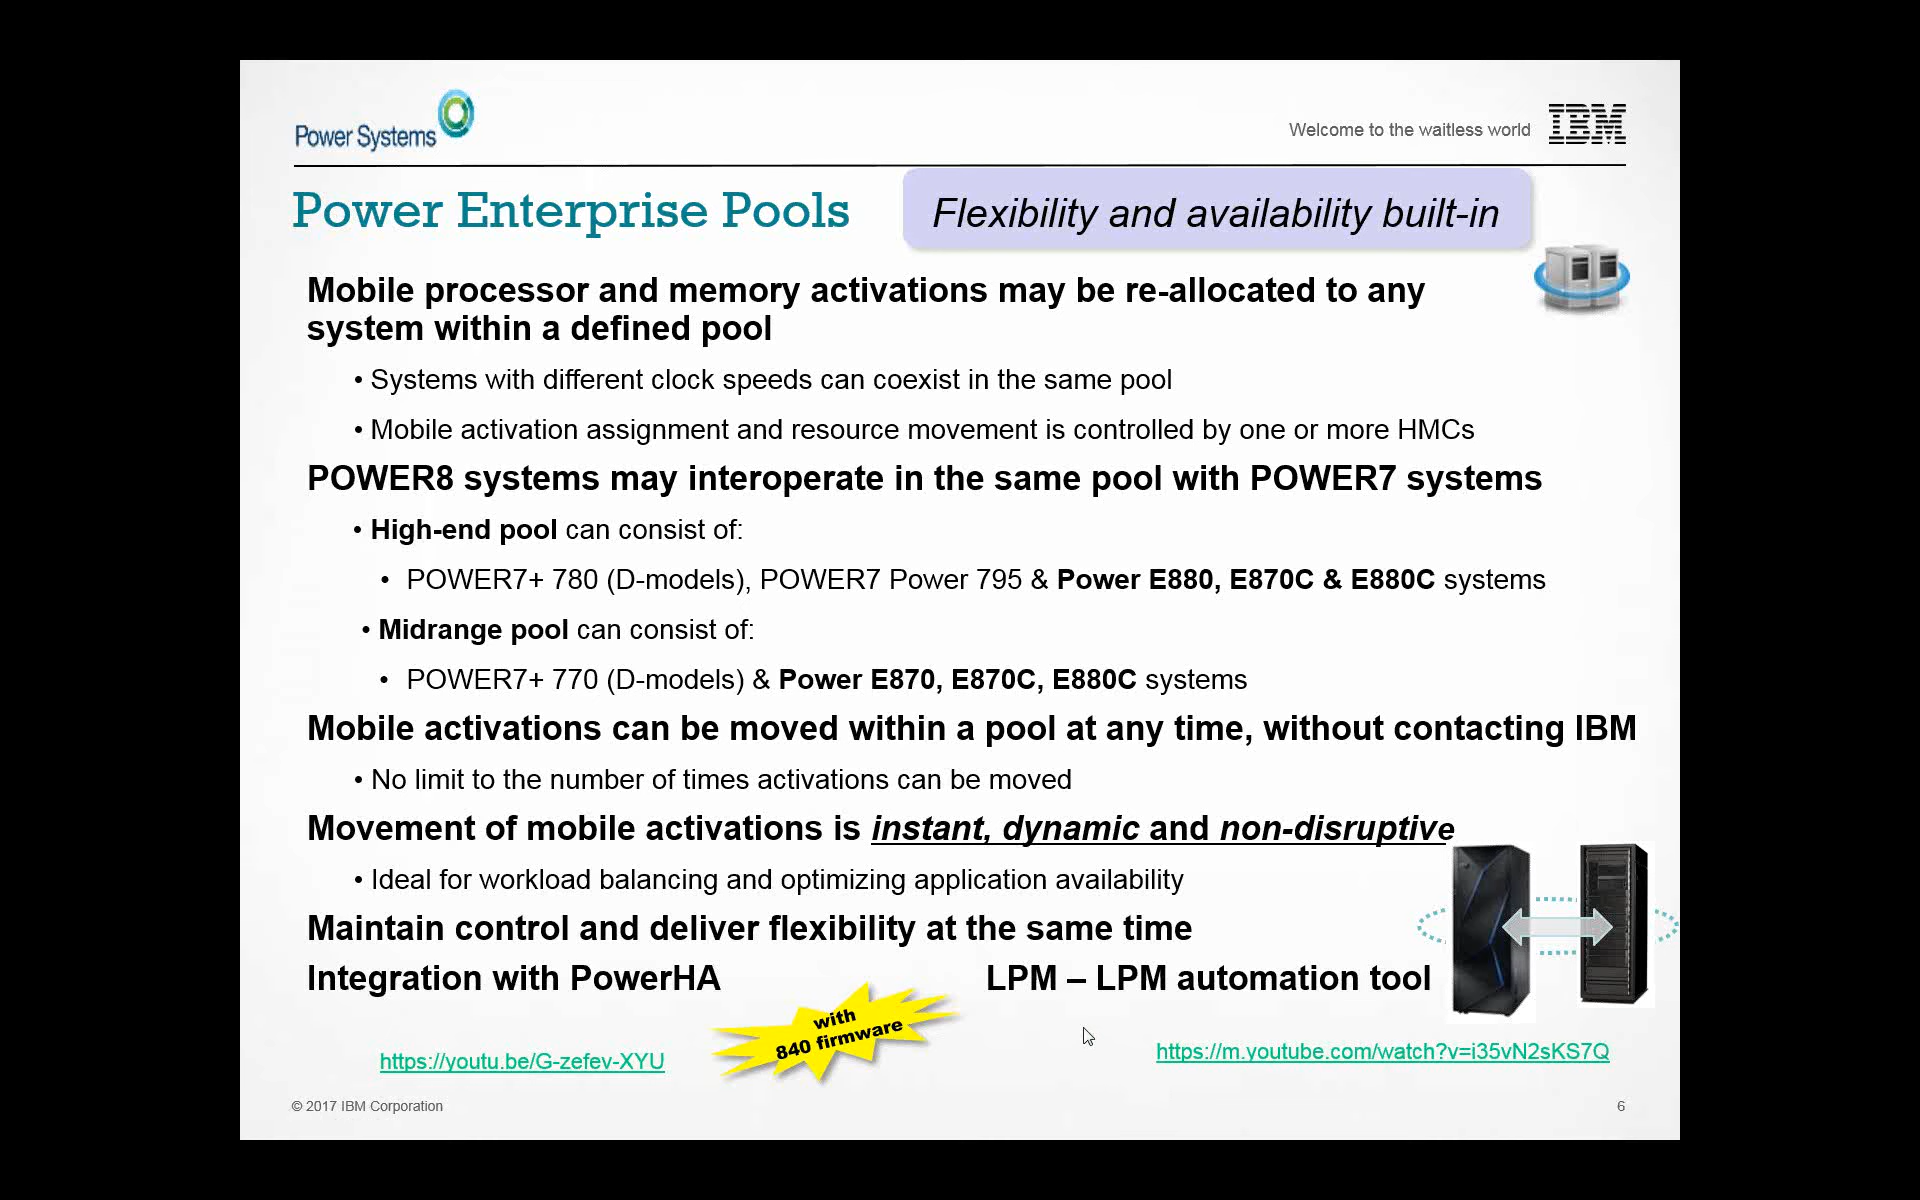 Power Systems
Welcome to the waitless world
IBM
Power Enterprise Pools
Flexibility and availability built-in
Mobile processor and memory activations may be re-allocated to any
system within a defined pool
• Systems with different clock speeds can coexist in the same pool
• Mobile activation assignment and resource movement is controlled by one or more HMCs
POWER8 systems may interoperate in the same pool with POWER7 systems
• High-end pool can consist of:
• POWER7+ 780 (D-models), POWER7 Power 795 & Power E880, E870C & E880C systems
• Midrange pool can consist of:
• POWER7+ 770 (D-models) & Power E870, E870C, E880C systems
Mobile activations can be moved within a pool at any time, without contacting IBM
• No limit to the number of times activations can be moved
Movement of mobile activations is instant, dynamic and non-disruptive
• Ideal for workload balancing and optimizing application availability
Maintain control and deliver flexibility at the same time
Integration with PowerHA
LPM – LPM automation tool
with
840 firmware
https://youtu.be/G-zefev-XYU
https://m.youtube.com/watch?v=i35vN2sKS7Q
© 2017 IBM Corporation
6